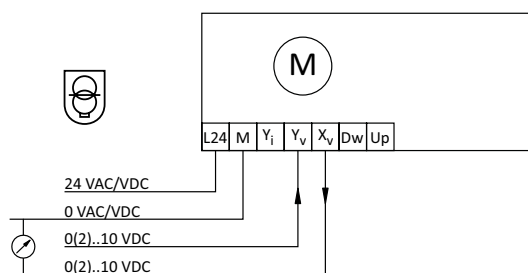 M
L24 M Yi Yv Xv Dw Up
24 VAC/VDC
0 VAC/VDC
0(2)..10 VDC
0(2)..10 VDC